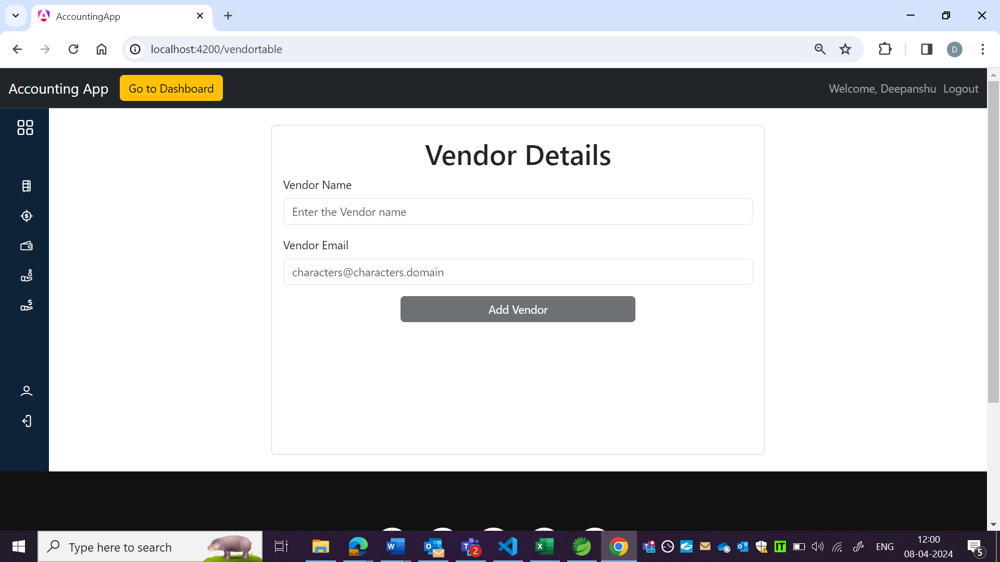 AccountingApp
localhost:4200/vendortable
D
Accounting App
Go to Dashboard
Welcome, Deepanshu
Logout
Vendor Details
Vendor Name
Enter the Vendor name
Vendor Email
characters@characters.domain
Add Vendor
Type here to search
2
ENG
12:00
08-04-2024
5